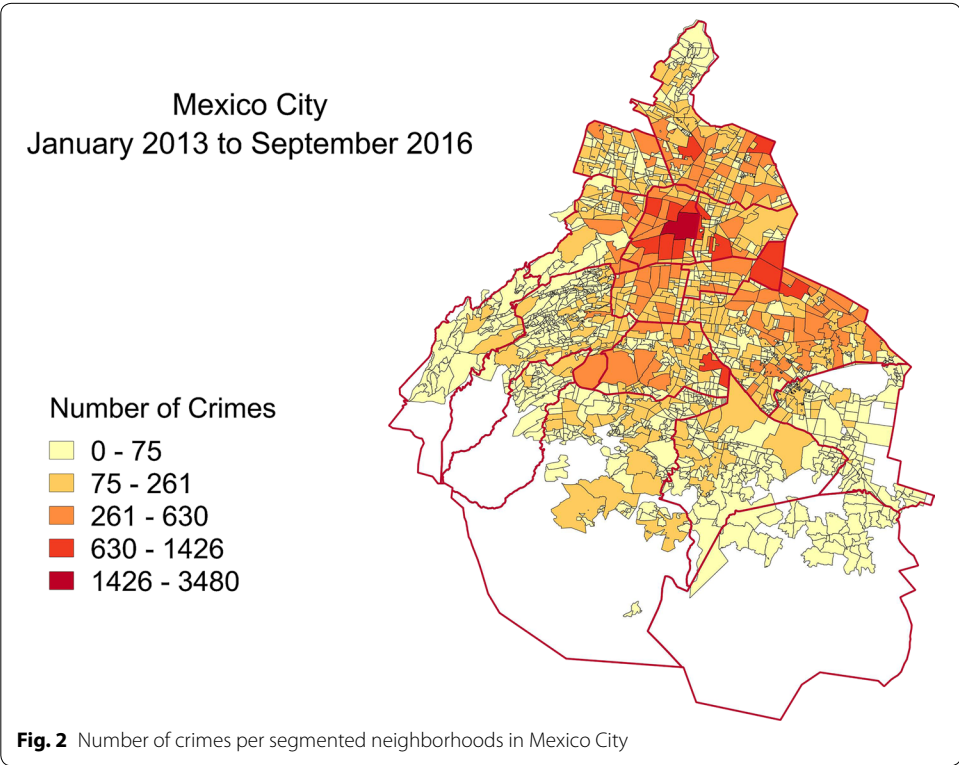 Mexico City
January 2013 to September 2016
Number of Crimes
0 - 75
75 - 261
261 - 630
630 - 1426
1426 - 3480
Fig. 2 Number of crimes per segmented neighborhoods in Mexico City